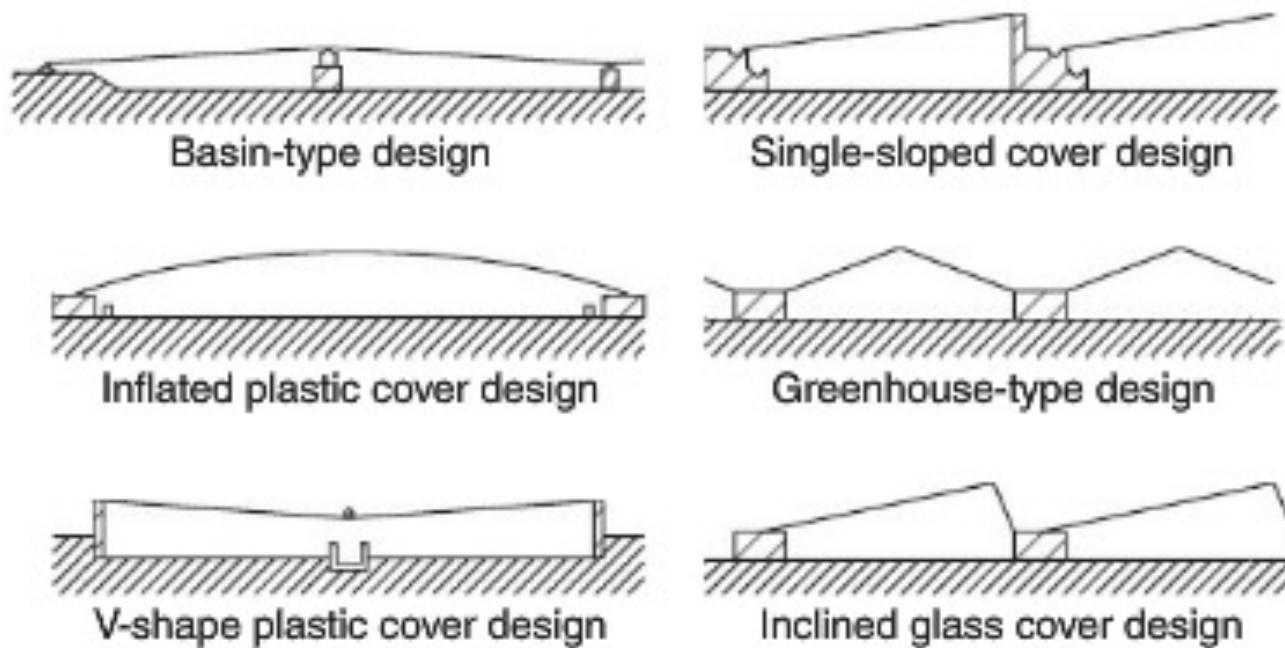 Basin-type design
Single-sloped cover design
Inflated plastic cover design
Greenhouse-type design
V-shape plastic cover design
Inclined glass cover design